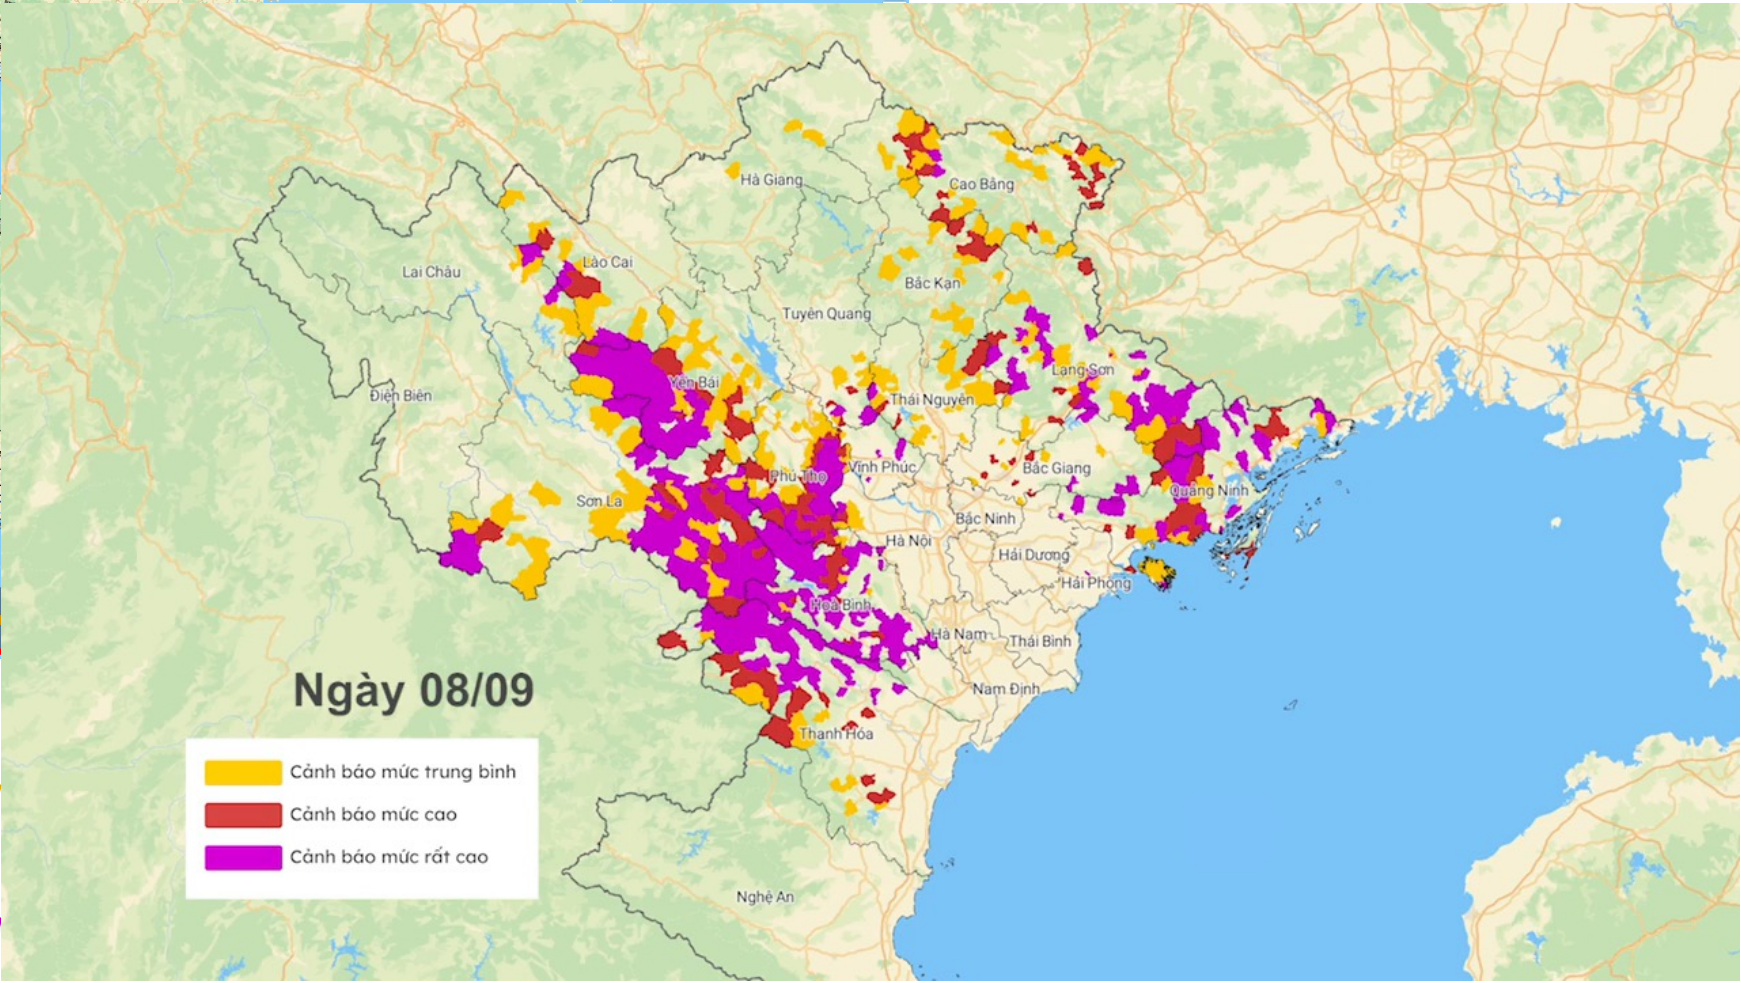 Hà Giang
Cao Bằng
Lào Cai
Lai Châu
Bắc Kạn
Tuyên Quang
Lạng Sơn
Yên Bái
Điện Biên
Thái Nguyên
Vĩnh Phúc
Bắc Giang
Phú Thọ
Quảng Ninh
Sơn La
Bắc Ninh
Hà Nội
Hải Dương
Hải Phòng
Hoà Bình
Hà Nam
Thái Bình
Nam Định
Thanh Hóa
Nghệ An
Ngày 08/09
Cảnh báo mức trung bình
Cảnh báo mức cao
Cảnh báo mức rất cao